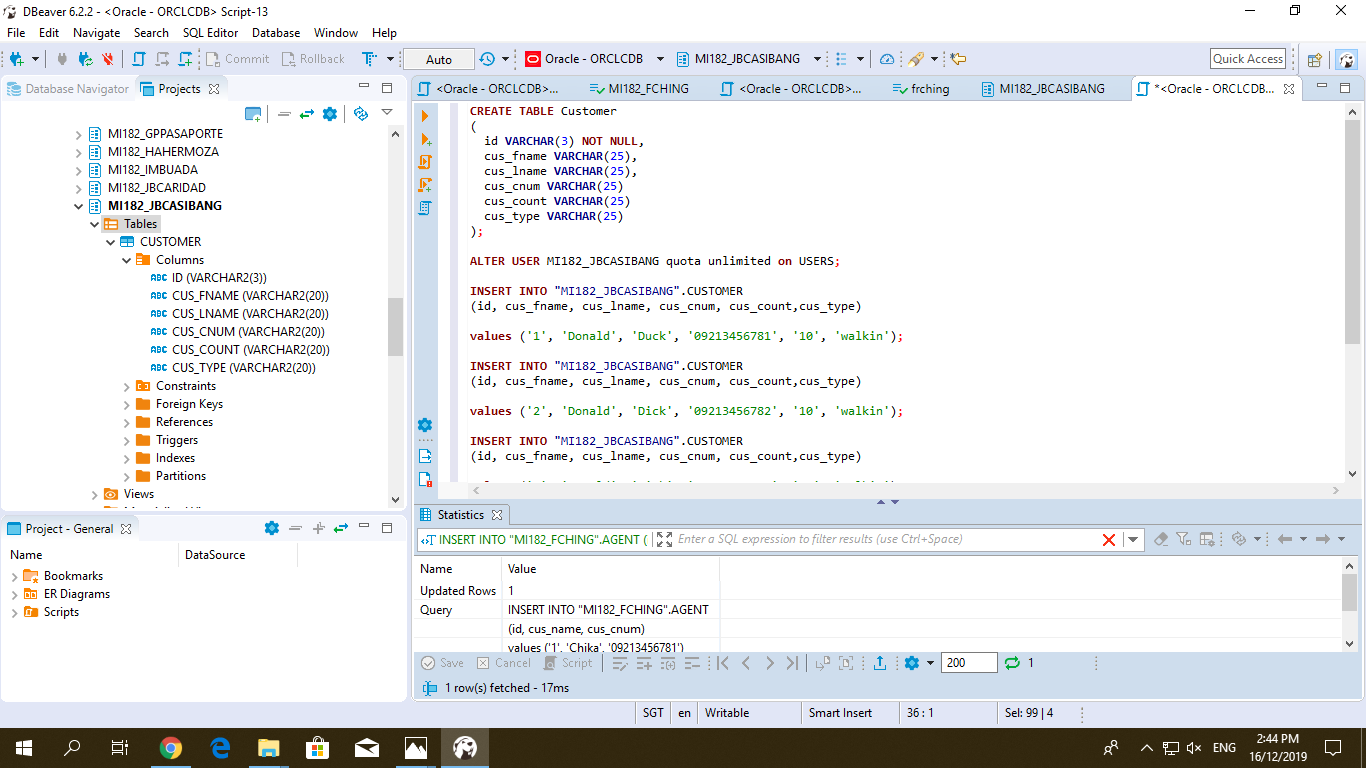 DBeaver 6.2.2 - <Oracle - ORCLCDB> Script-13
File Edit Navigate Search SQL Editor Database Window Help
Commit Rollback Auto Oracle - ORCLCDB MI182_JBCASIBANG Quick Access
Database Navigator Projects
<Oracle - ORCLCDB>... MI182_FCHING <Oracle - ORCLCDB>... frching MI182_JBCASIBANG *<Oracle - ORCLCDB...
MI182_GPPASAPORTE
MI182_HAHERMOZA
MI182_IMBUADA
MI182_JBCARIDAD
MI182_JBCASIBANG
Tables
CUSTOMER
Columns
ABC ID (VARCHAR2(3))
ABC CUS_FNAME (VARCHAR2(20))
ABC CUS_LNAME (VARCHAR2(20))
ABC CUS_CNUM (VARCHAR2(20))
ABC CUS_COUNT (VARCHAR2(20))
ABC CUS_TYPE (VARCHAR2(20))
Constraints
Foreign Keys
References
Triggers
Indexes
Partitions
Views
CREATE TABLE Customer
(
id VARCHAR(3) NOT NULL,
cus_fname VARCHAR(25),
cus_lname VARCHAR(25),
cus_cnum VARCHAR(25)
cus_count VARCHAR(25)
cus_type VARCHAR(25)
);
ALTER USER MI182_JBCASIBANG quota unlimited on USERS;
INSERT INTO "MI182_JBCASIBANG".CUSTOMER
(id, cus_fname, cus_lname, cus_cnum, cus_count,cus_type)
values ('1', 'Donald', 'Duck', '09213456781', '10', 'walkin');
INSERT INTO "MI182_JBCASIBANG".CUSTOMER
(id, cus_fname, cus_lname, cus_cnum, cus_count,cus_type)
values ('2', 'Donald', 'Dick', '09213456782', '10', 'walkin');
INSERT INTO "MI182_JBCASIBANG".CUSTOMER
(id, cus_fname, cus_lname, cus_cnum, cus_count,cus_type)
Project - General
Name DataSource
Bookmarks
ER Diagrams
Scripts
Statistics
INSERT INTO "MI182_FCHING".AGENT ( Enter a SQL expression to filter results (use Ctrl+Space)
Name Value
Updated Rows 1
Query INSERT INTO "MI182_FCHING".AGENT
(id, cus_name, cus_cnum)
values ('1', 'Chika', '09213456781')
Save Cancel Script 200 1
1 row(s) fetched - 17ms
SGT en Writable Smart Insert 36 : 1 Sel: 99 | 4
ENG 2:44 PM
16/12/2019